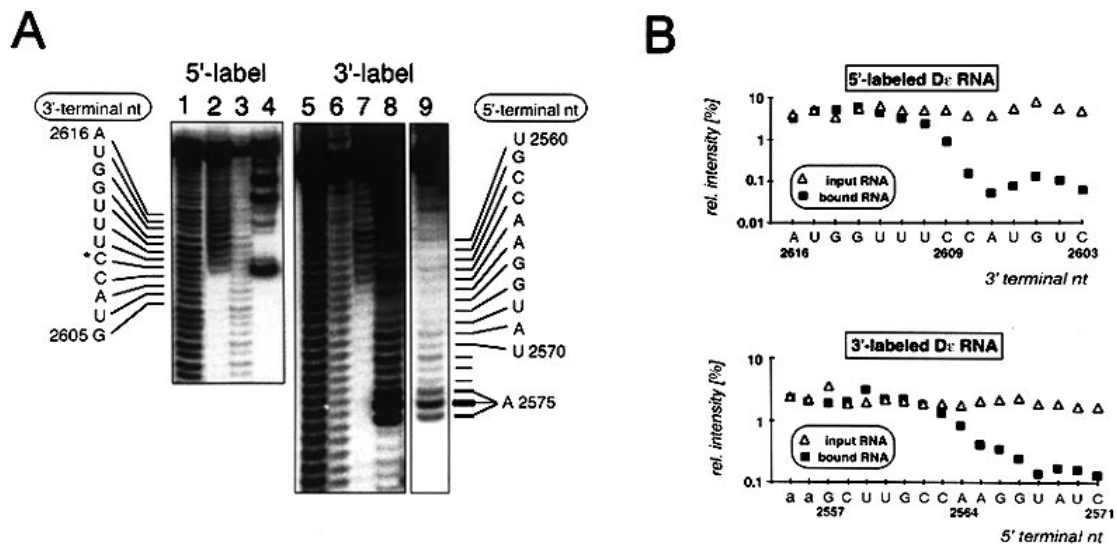 A
5'-label
3'-label
3'-terminal nt
1 2 3 4
5 6 7 8 9
5'-terminal nt
2616 A
U
G
G
U
U
U
*C
C
A
U
2605 G
U 2560
G
C
C
A
A
G
G
U
A
U 2570
A 2575
B
5'-labeled Dε RNA
rel. intensity [%]
10
1
0.1
0.01
input RNA
bound RNA
A U G G U U U C C A U G U C
2616 2609 2603
3' terminal nt
3'-labeled Dε RNA
rel. intensity [%]
10
1
0.1
input RNA
bound RNA
a a G C U U G C C A A G G U A U C
2557 2564 2571
5' terminal nt